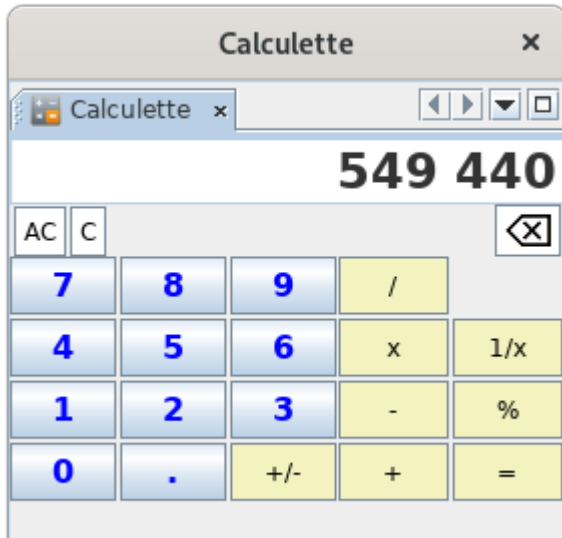 Calculette
Calculette
549 440
AC C
7 8 9 /
4 5 6 x 1/x
1 2 3 - %
0 . +/- + =